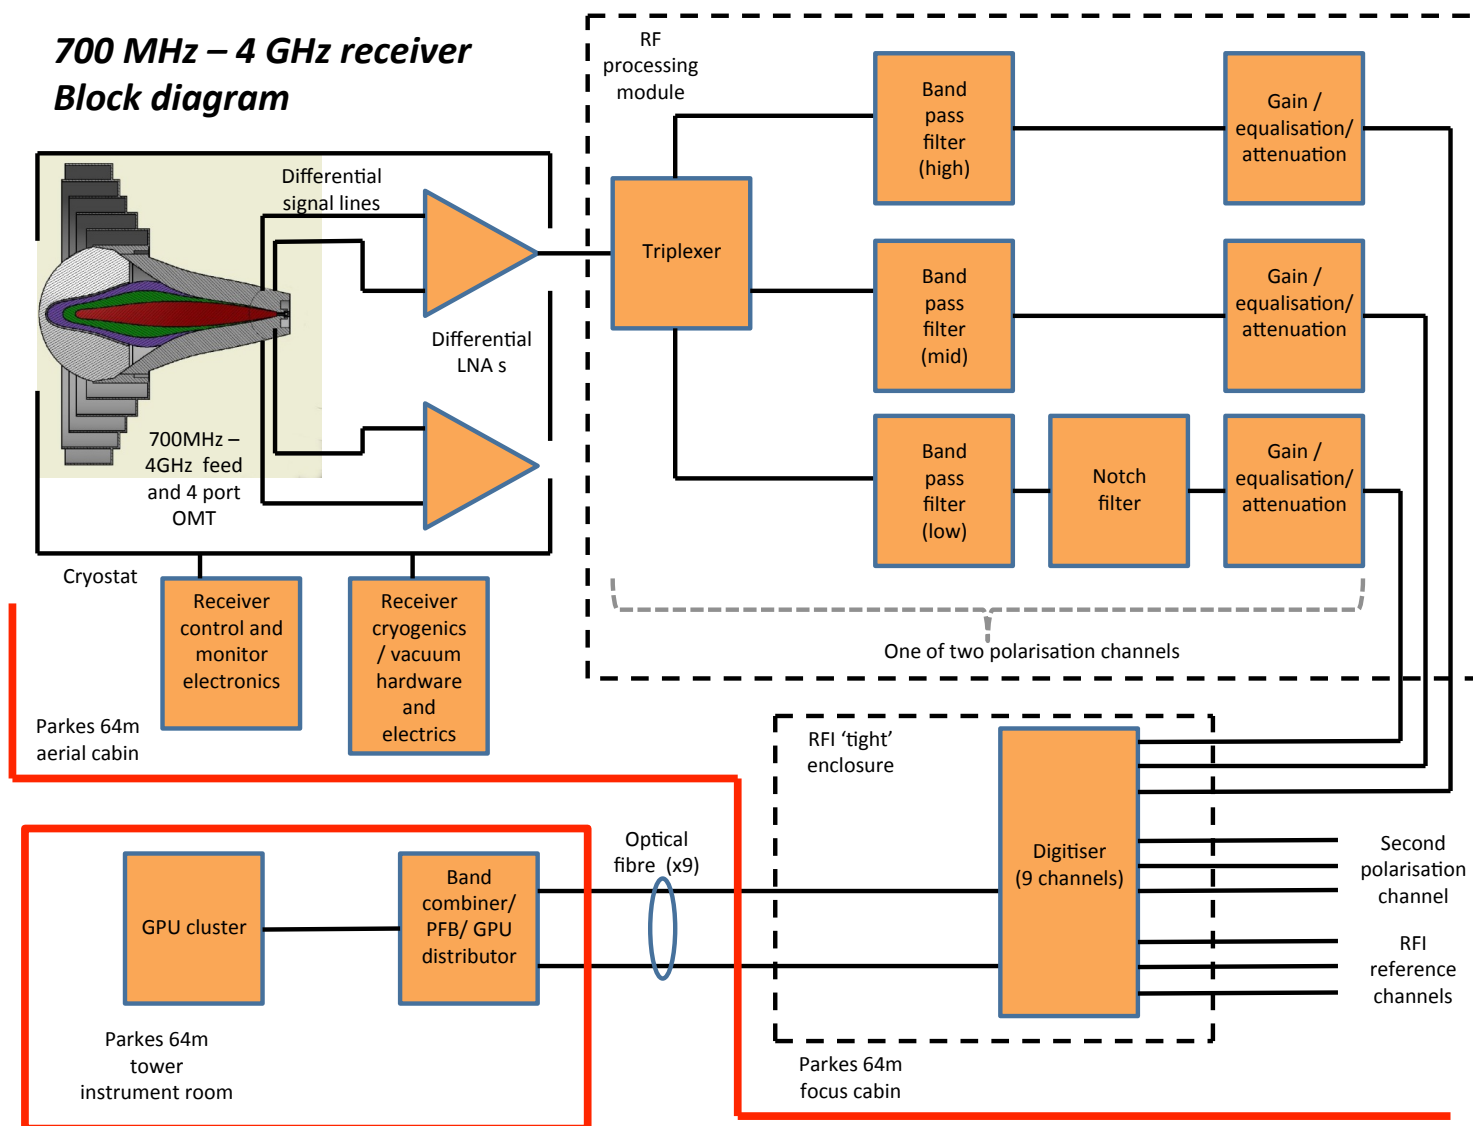 700 MHz – 4 GHz receiver
Block diagram
RF
processing
module
Band
pass
filter
(high)
Gain /
equalisation/
attenuation
Differential
signal lines
Triplexer
Band
pass
filter
(mid)
Gain /
equalisation/
attenuation
Differential
LNA s
700MHz –
4GHz feed
and 4 port
OMT
Band
pass
filter
(low)
Notch
filter
Gain /
equalisation/
attenuation
Cryostat
Receiver
control and
monitor
electronics
Receiver
cryogenics
/ vacuum
hardware
and
electrics
One of two polarisation channels
Parkes 64m
aerial cabin
RFI ‘tight’
enclosure
Digitiser
(9 channels)
Second
polarisation
channel
RFI
reference
channels
Optical
fibre (x9)
GPU cluster
Band
combiner/
PFB/ GPU
distributor
Parkes 64m
tower
instrument room
Parkes 64m
focus cabin